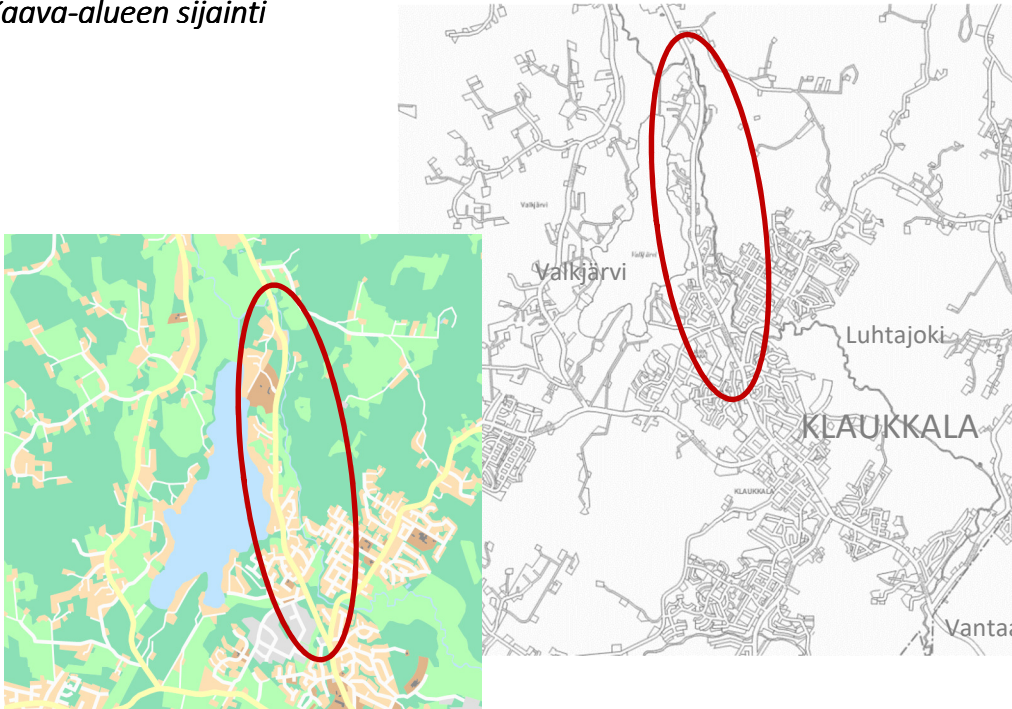 Kaava-alueen sijainti
Valkjärvi
Valkjärvi
Valkjärvi
Luhtajoki
KLAUKKALA
KLAUKKALA
Vantaa